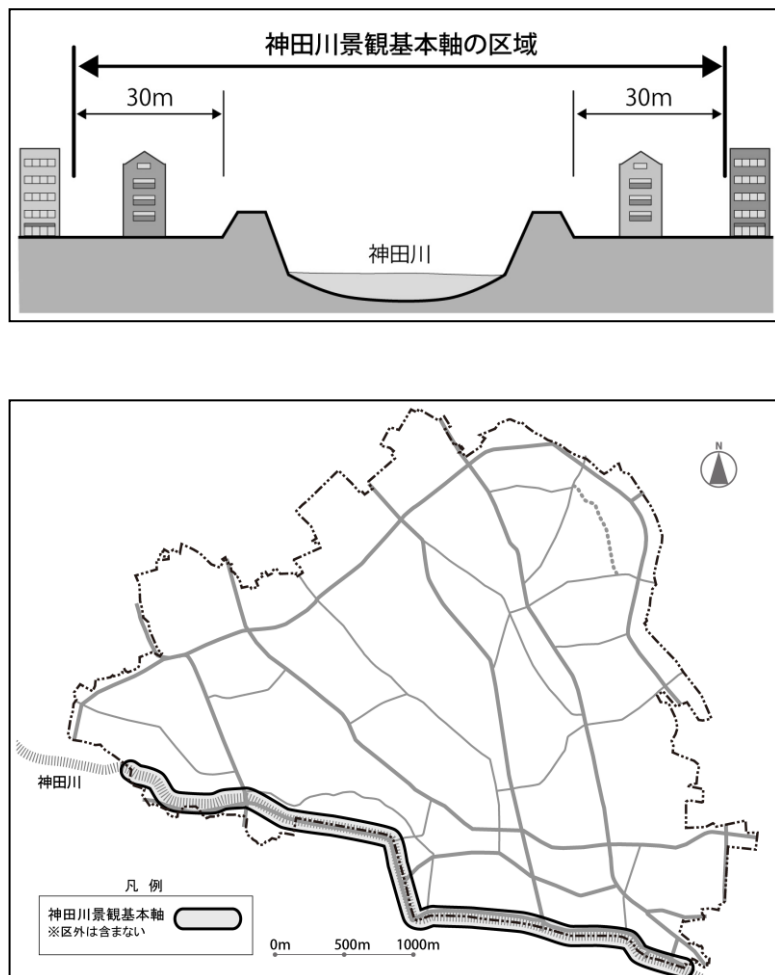 神田川景観基本軸の区域
30m
30m
神田川
N
神田川
凡 例
神田川景観基本軸
※区外は含まない
0m 500m 1000m